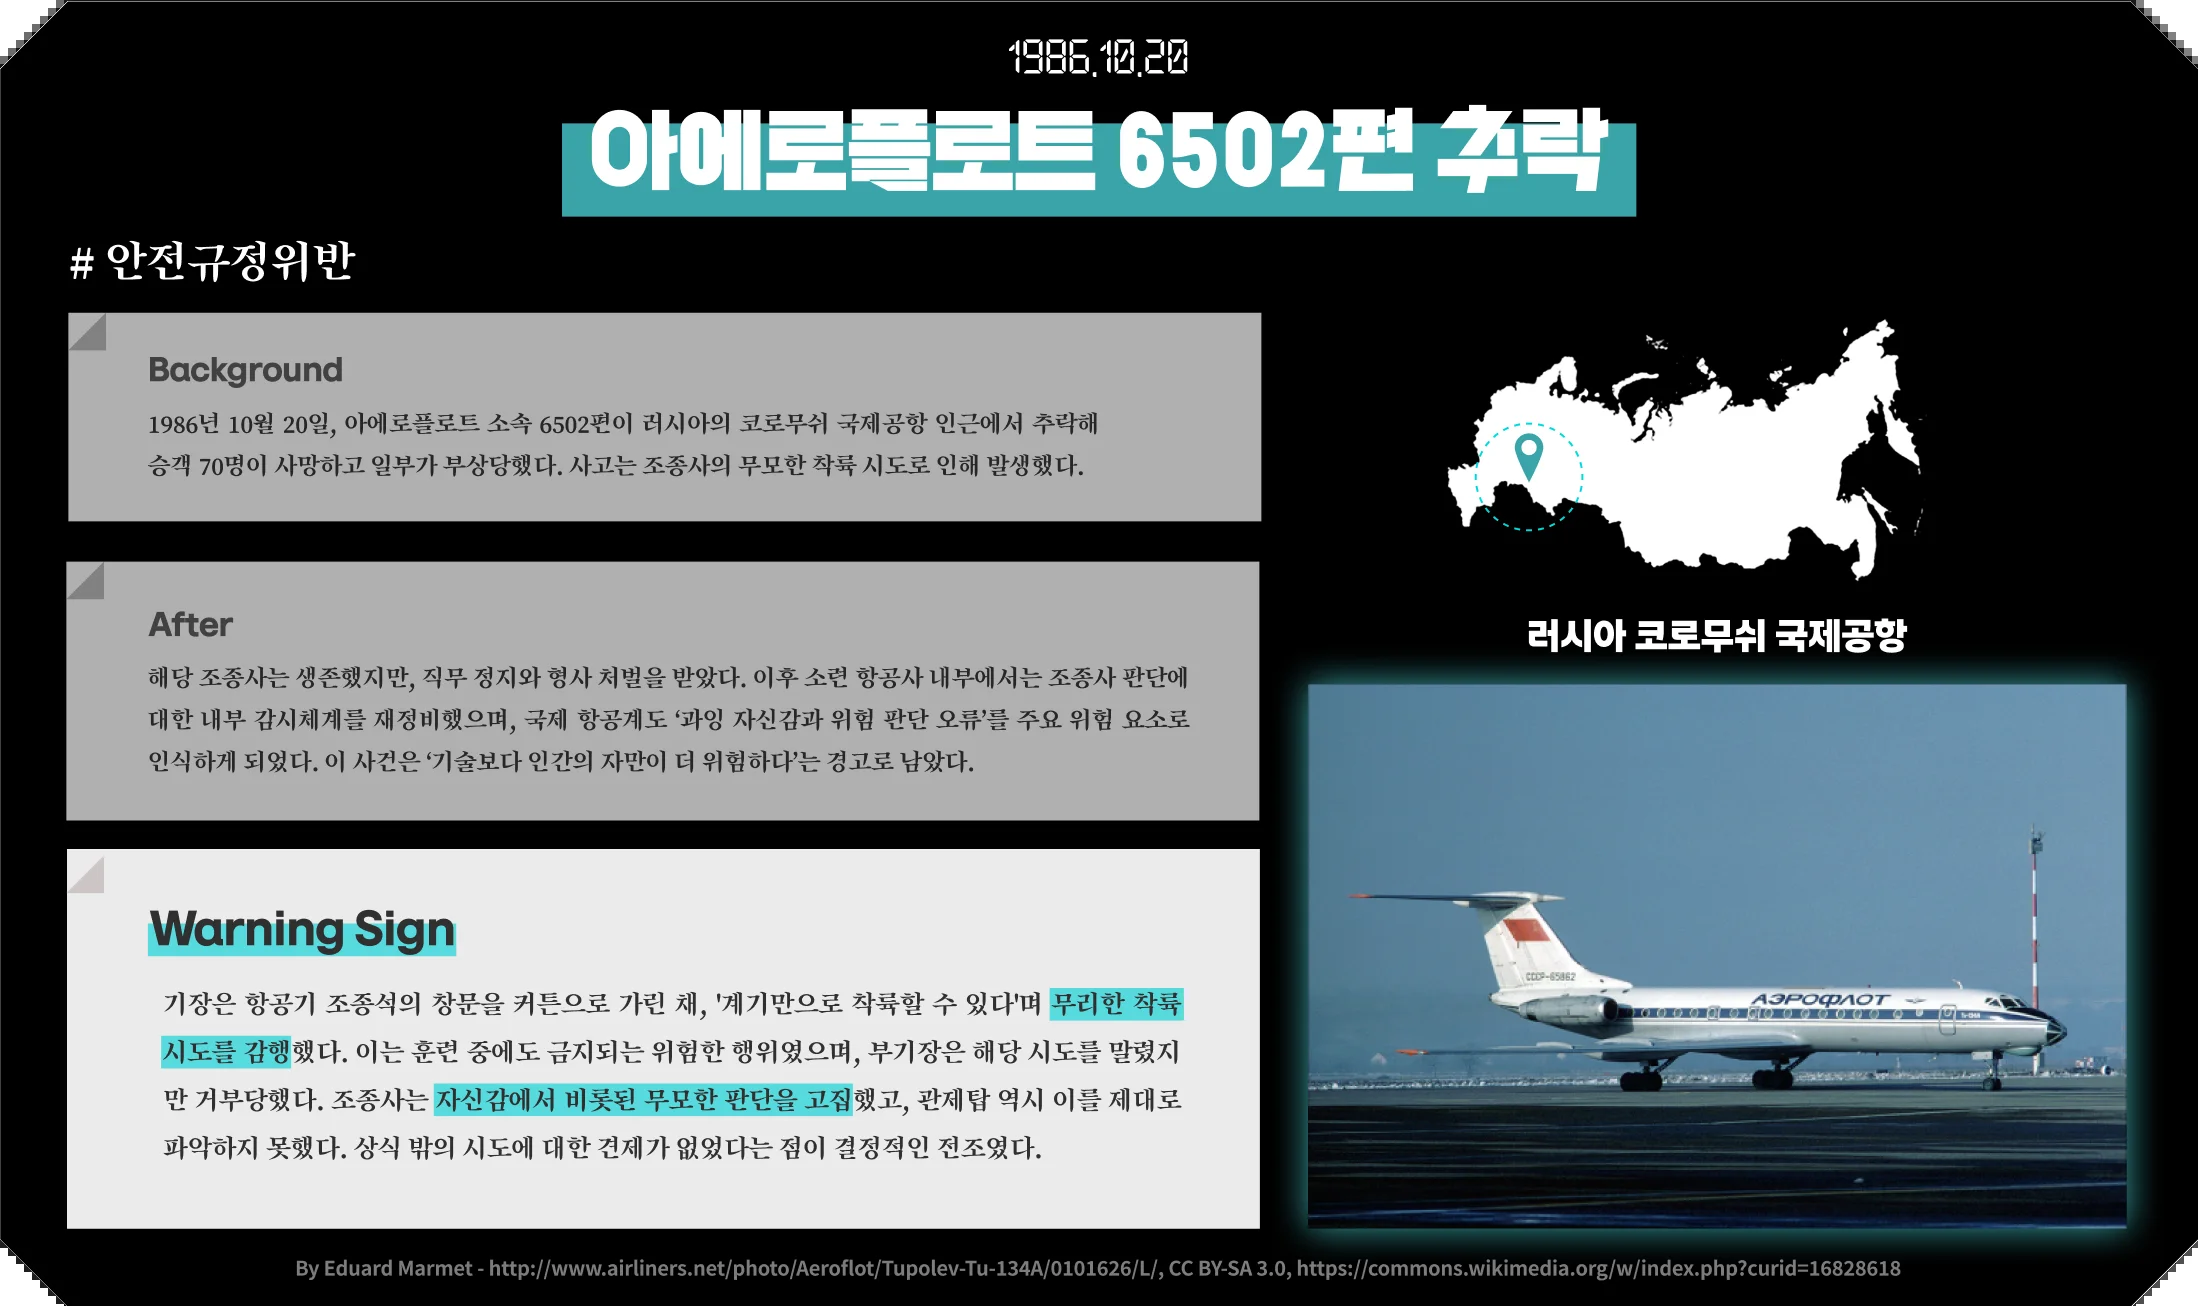 1986.10.20
아에로플로트 6502편 추락
# 안전규정위반
Background
1986년 10월 20일, 아에로플로트 소속 6502편이 러시아의 코로무쉬 국제공항 인근에서 추락해
승객 70명이 사망하고 일부가 부상당했다. 사고는 조종사의 무모한 착륙 시도로 인해 발생했다.
After
해당 조종사는 생존했지만, 직무 정지와 형사 처벌을 받았다. 이후 소련 항공사 내부에서는 조종사 판단에
대한 내부 감시체계를 재정비했으며, 국제 항공계도 ‘과잉 자신감과 위험 판단 오류’를 주요 위험 요소로
인식하게 되었다. 이 사건은 ‘기술보다 인간의 자만이 더 위험하다’는 경고로 남았다.
Warning Sign
기장은 항공기 조종석의 창문을 커튼으로 가린 채, '계기만으로 착륙할 수 있다'며 무리한 착륙
시도를 감행했다. 이는 훈련 중에도 금지되는 위험한 행위였으며, 부기장은 해당 시도를 말렸지
만 거부당했다. 조종사는 자신감에서 비롯된 무모한 판단을 고집했고, 관제탑 역시 이를 제대로
파악하지 못했다. 상식 밖의 시도에 대한 견제가 없었다는 점이 결정적인 전조였다.
러시아 코로무쉬 국제공항
СССР-65862
АЭРОФЛОТ
By Eduard Marmet - http://www.airliners.net/photo/Aeroflot/Tupolev-Tu-134A/0101626/L/, CC BY-SA 3.0, https://commons.wikimedia.org/w/index.php?curid=16828618